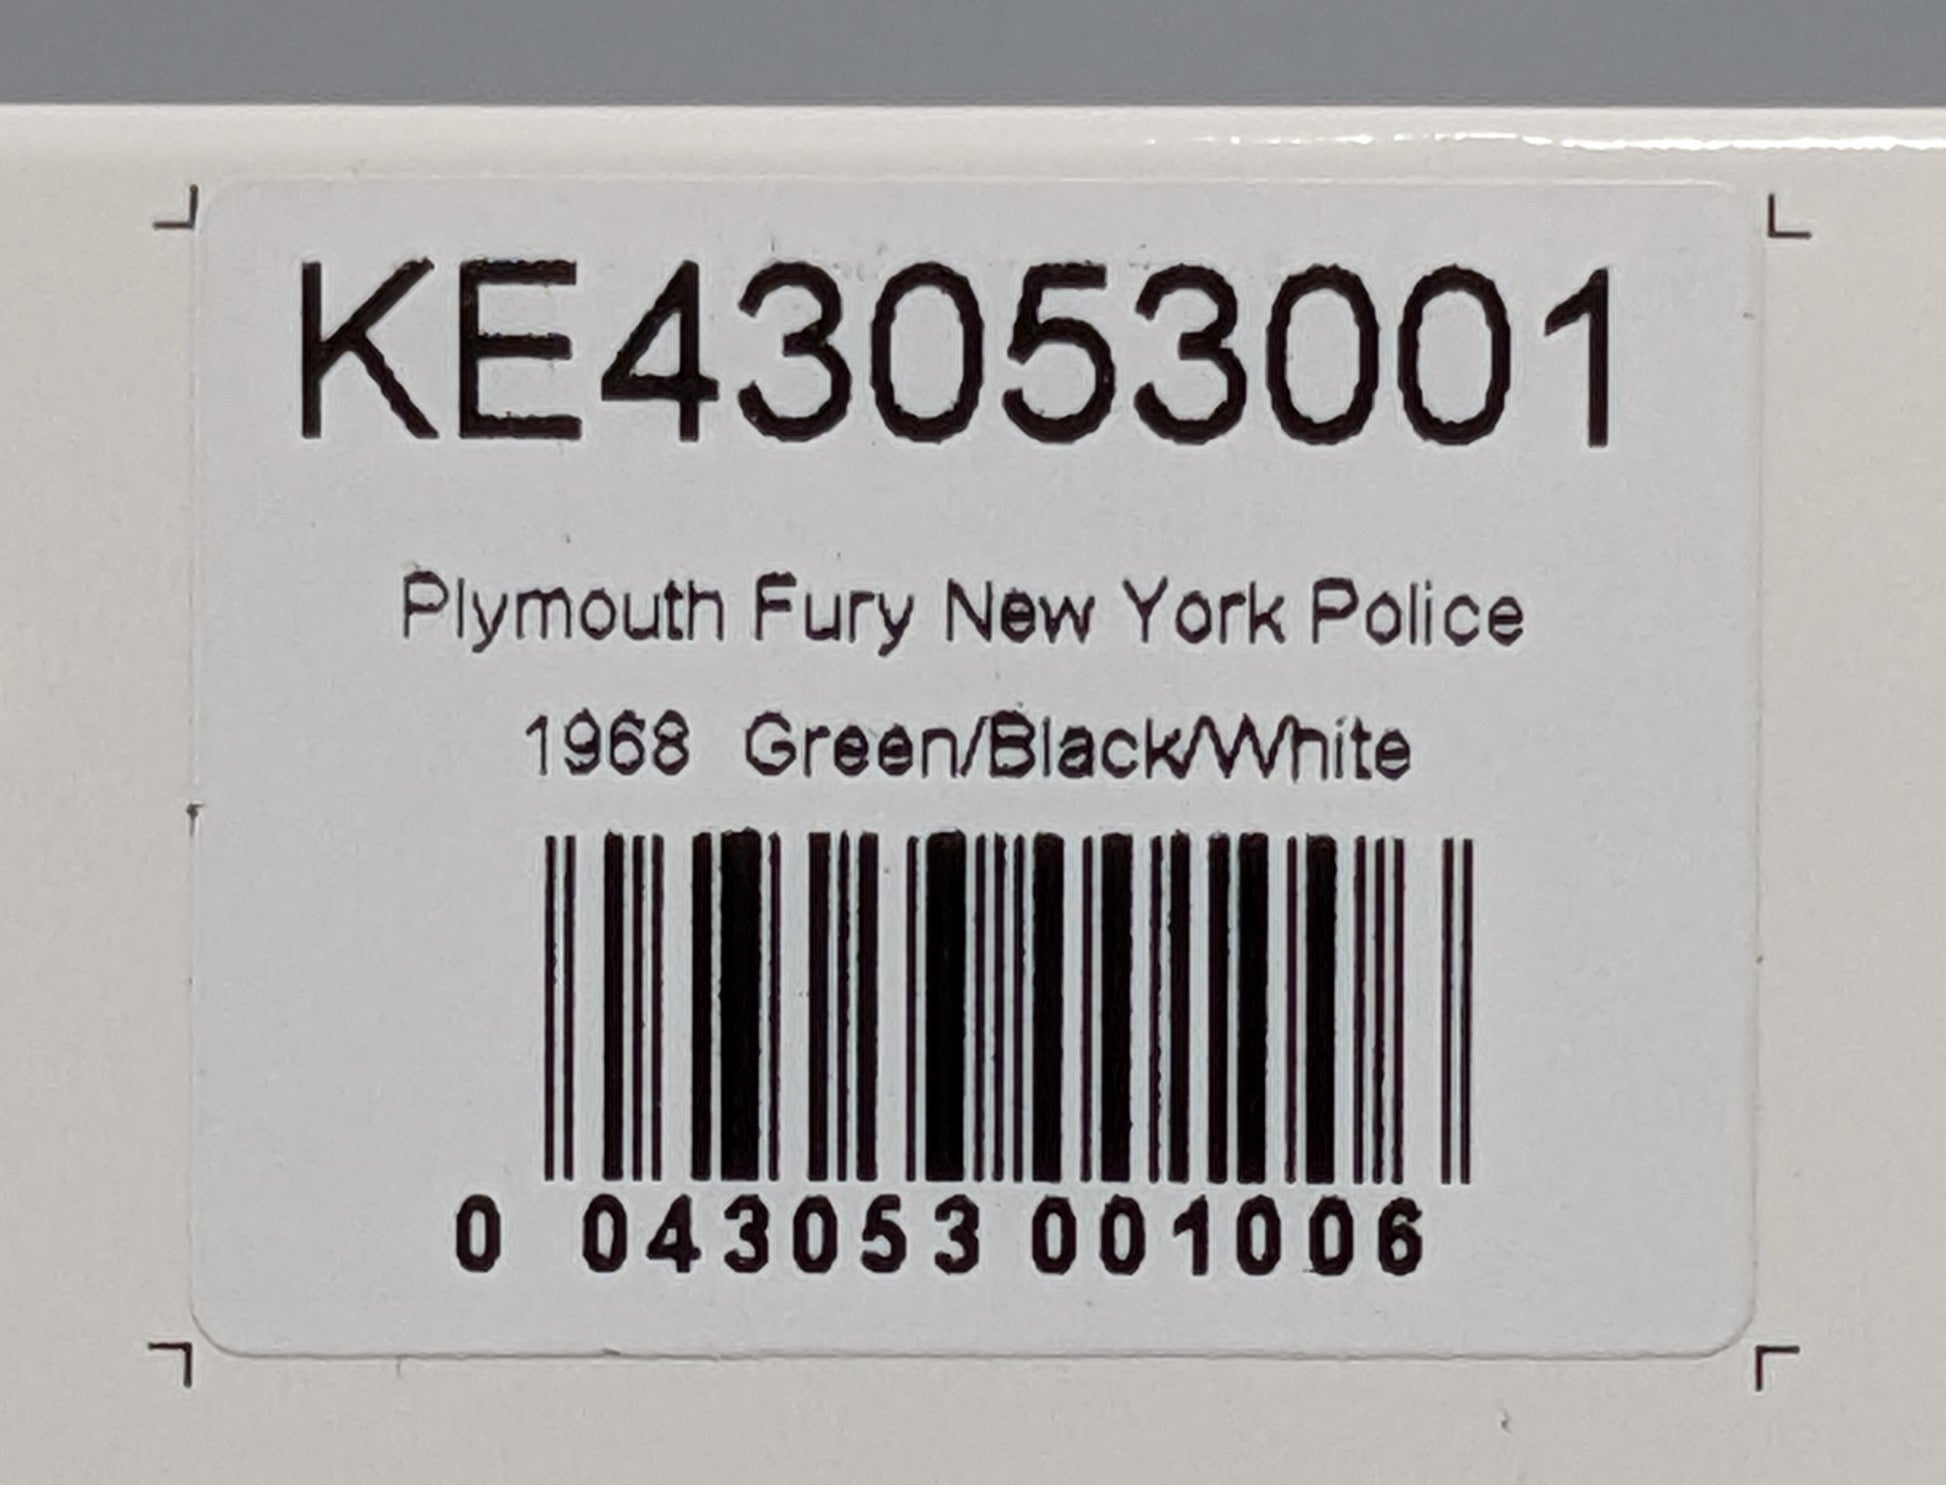 KE43053001
Plymouth Fury New York Police
1968 Green/Black/White
0 043053 001006